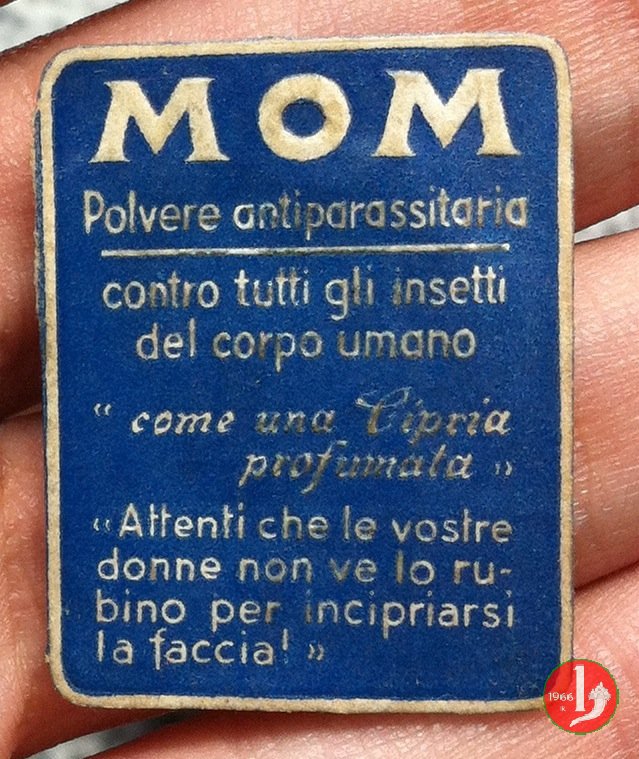 MOM
Polvere antiparassitaria
contro tutti gli insetti
del corpo umano
“ come una Cipria
profumata »
« Attenti che le vostre
donne non ve lo ru-
bino per incipriarsi
la faccia! »
1966